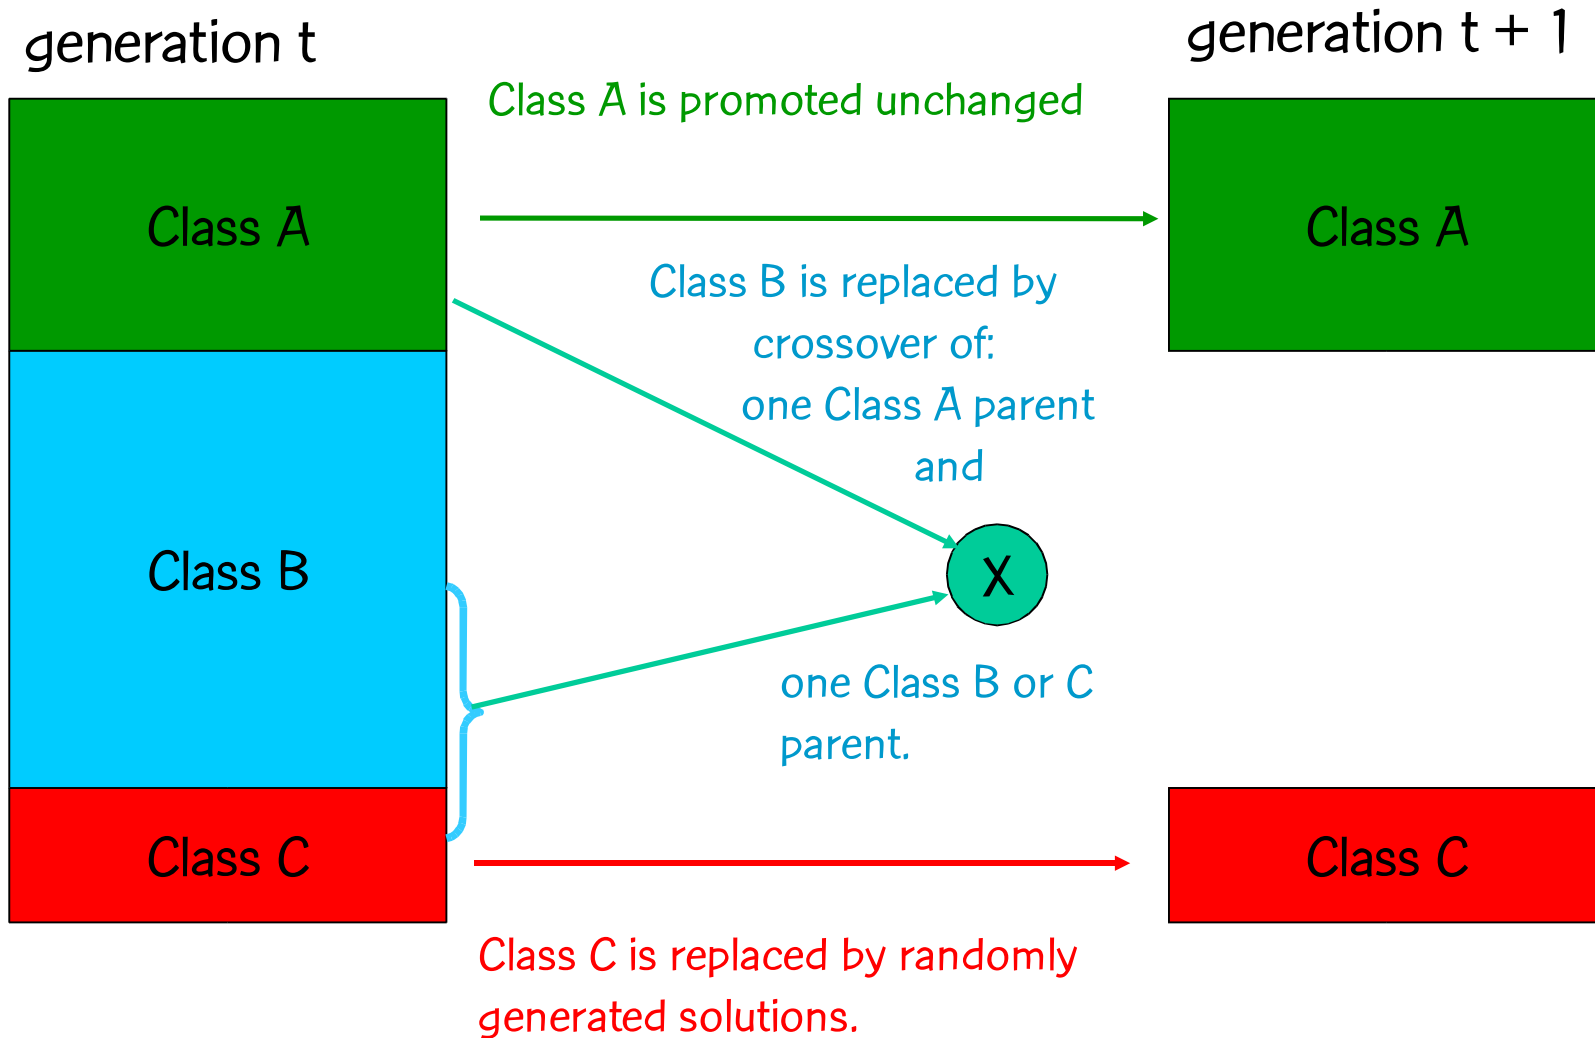 generation t
generation t + 1
Class A is promoted unchanged
Class A
Class A
Class B is replaced by
crossover of:
one Class A parent
and
Class B
X
one Class B or C
parent.
Class C
Class C
Class C is replaced by randomly
generated solutions.